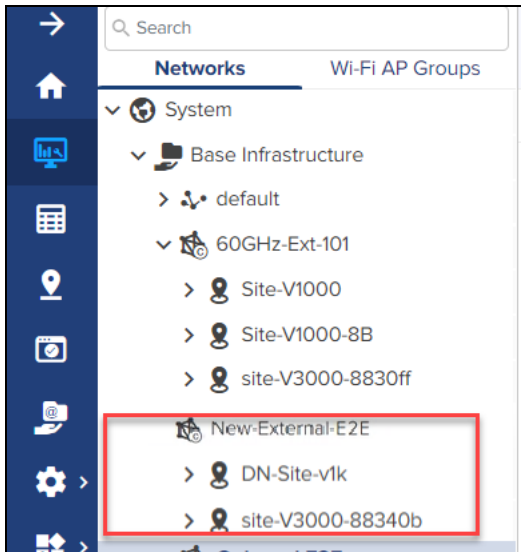 Search
Networks Wi-Fi AP Groups
System
Base Infrastructure
default
60GHz-Ext-101
Site-V1000
Site-V1000-8B
site-V3000-8830ff
New-External-E2E
DN-Site-v1k
site-V3000-88340b